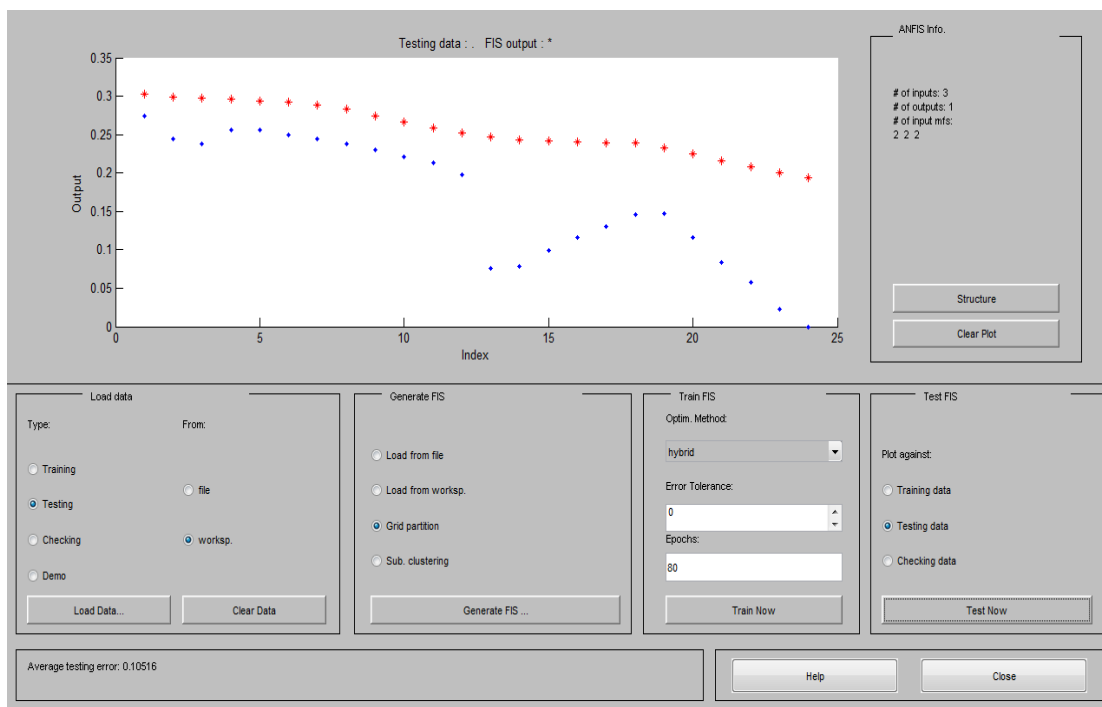 Testing data : .   FIS output : *
0.35
0.3
0.25
0.2
0.15
0.1
0.05
0
Output
0
5
10
15
20
25
Index
ANFIS Info.
# of inputs: 3
# of outputs: 1
# of input mfs:
2 2 2
Structure
Clear Plot
Load data
Type:
From:
Training
Testing
Checking
Demo
file
worksp.
Load Data...
Clear Data
Generate FIS
Load from file
Load from worksp.
Grid partition
Sub. clustering
Generate FIS ...
Train FIS
Optim. Method:
hybrid
Error Tolerance:
0
Epochs:
80
Train Now
Test FIS
Plot against:
Training data
Testing data
Checking data
Test Now
Average testing error: 0.10516
Help
Close